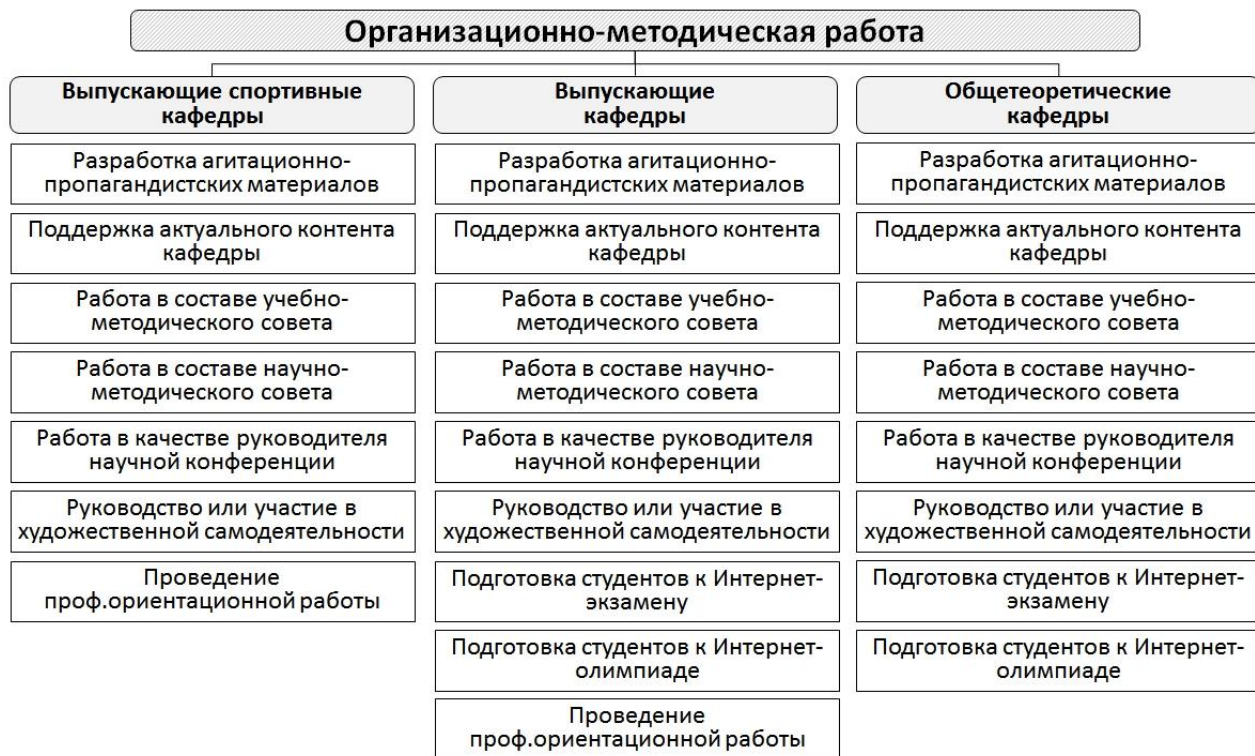 Организационно-методическая работа
Выпускающие спортивные
кафедры
Разработка агитационно-
пропагандистских материалов
Поддержка актуального контента
кафедры
Работа в составе учебно-
методического совета
Работа в составе научно-
методического совета
Работа в качестве руководителя
научной конференции
Руководство или участие в
художественной самодеятельности
Проведение
проф.ориентационной работы
Выпускающие
кафедры
Разработка агитационно-
пропагандистских материалов
Поддержка актуального контента
кафедры
Работа в составе учебно-
методического совета
Работа в составе научно-
методического совета
Работа в качестве руководителя
научной конференции
Руководство или участие в
художественной самодеятельности
Подготовка студентов к Интернет-
экзамену
Подготовка студентов к Интернет-
олимпиаде
Проведение
проф.ориентационной работы
Общетеоретические
кафедры
Разработка агитационно-
пропагандистских материалов
Поддержка актуального контента
кафедры
Работа в составе учебно-
методического совета
Работа в составе научно-
методического совета
Работа в качестве руководителя
научной конференции
Руководство или участие в
художественной самодеятельности
Подготовка студентов к Интернет-
экзамену
Подготовка студентов к Интернет-
олимпиаде